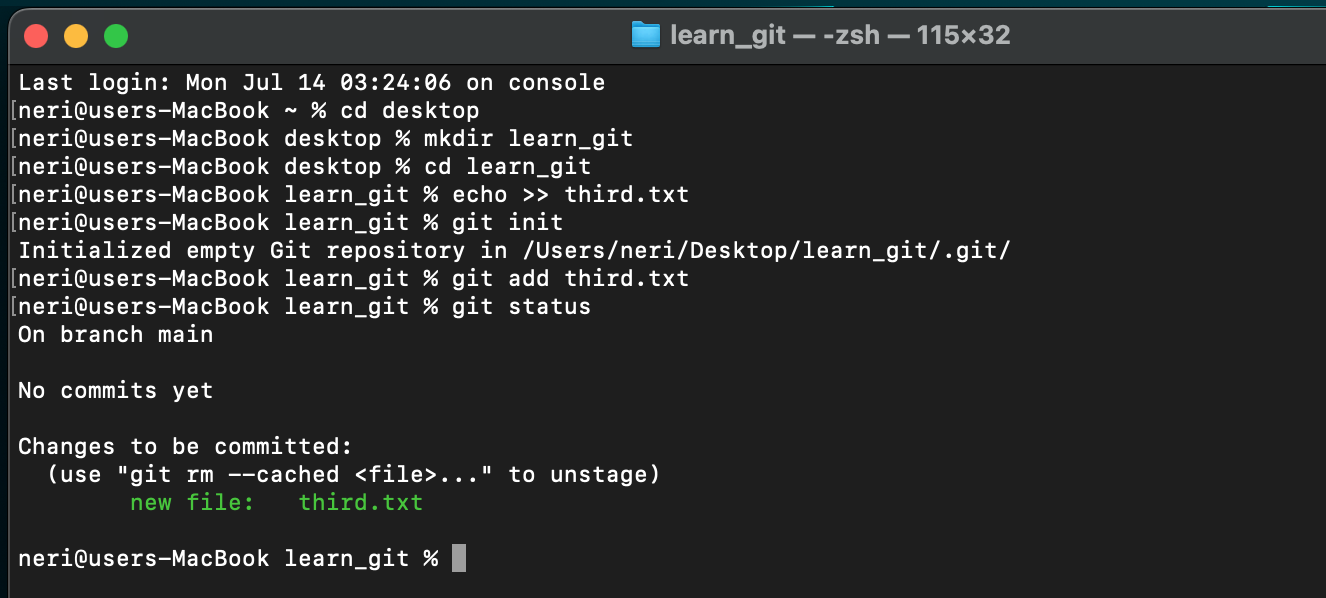 learn_git — -zsh — 115×32
Last login: Mon Jul 14 03:24:06 on console
[neri@users-MacBook ~ % cd desktop
[neri@users-MacBook desktop % mkdir learn_git
[neri@users-MacBook desktop % cd learn_git
[neri@users-MacBook learn_git % echo >> third.txt
[neri@users-MacBook learn_git % git init
Initialized empty Git repository in /Users/neri/Desktop/learn_git/.git/
[neri@users-MacBook learn_git % git add third.txt
[neri@users-MacBook learn_git % git status
On branch main
No commits yet
Changes to be committed:
(use "git rm --cached <file>..." to unstage)
new file: third.txt
neri@users-MacBook learn_git %